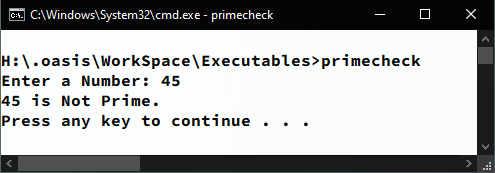 C:\Windows\System32\cmd.exe - primecheck
H:\.oasis\WorkSpace\Executables>primecheck
Enter a Number: 45
45 is Not Prime.
Press any key to continue . . .